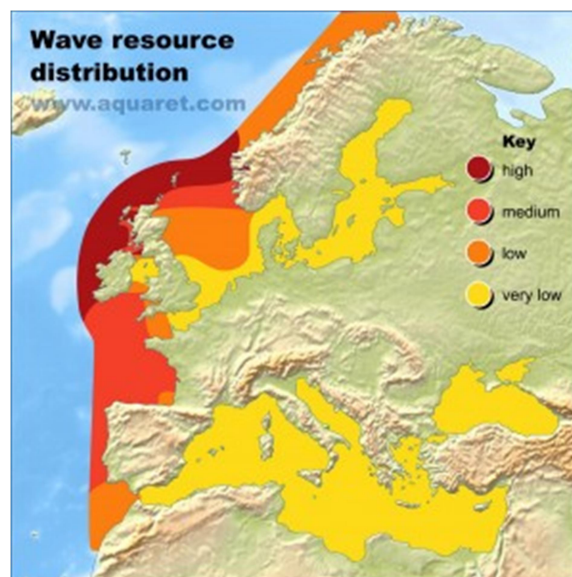 Wave resource
distribution
www.aquaret.com
Key
high
medium
low
very low